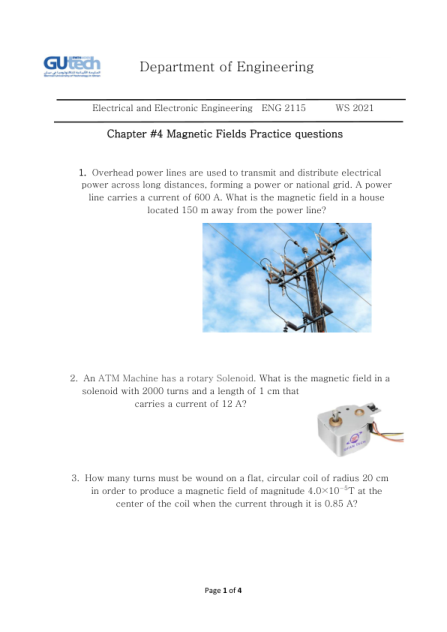 GUtech
Department of Engineering
Electrical and Electronic Engineering ENG 2115 WS 2021
Chapter #4 Magnetic Fields Practice questions
1. Overhead power lines are used to transmit and distribute electrical
power across long distances, forming a power or national grid. A power
line carries a current of 600 A. What is the magnetic field in a house
located 150 m away from the power line?
2. An ATM Machine has a rotary Solenoid. What is the magnetic field in a
solenoid with 2000 turns and a length of 1 cm that
carries a current of 12 A?
3. How many turns must be wound on a flat, circular coil of radius 20 cm
in order to produce a magnetic field of magnitude 4.0×10⁻⁵T at the
center of the coil when the current through it is 0.85 A?
Page 1 of 4